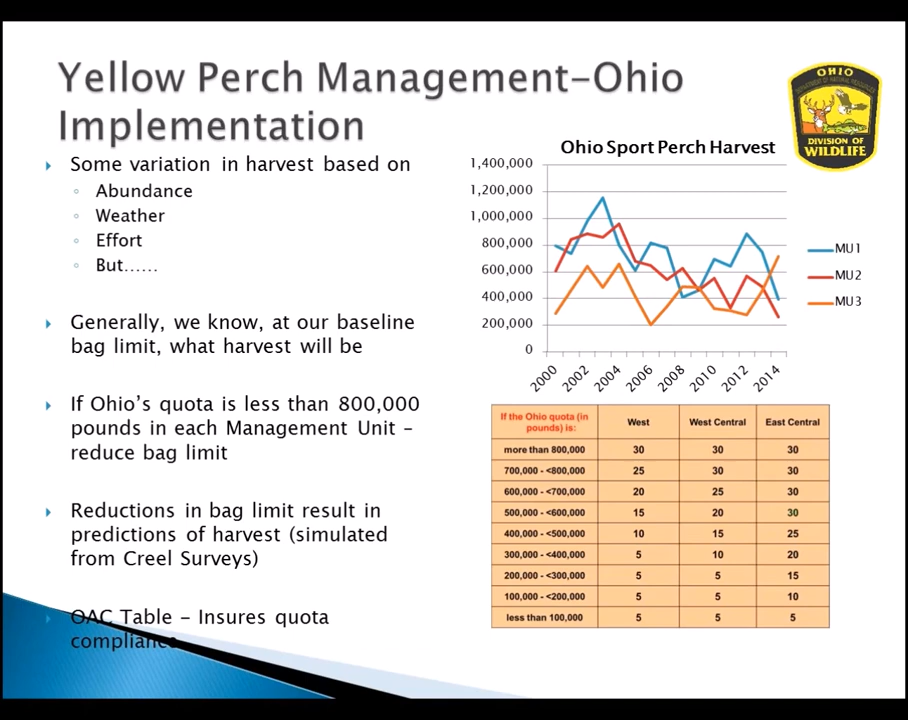 Yellow Perch Management-Ohio
Implementation
Some variation in harvest based on
Abundance
Weather
Effort
But......
Generally, we know, at our baseline
bag limit, what harvest will be
If Ohio's quota is less than 800,000
pounds in each Management Unit –
reduce bag limit
Reductions in bag limit result in
predictions of harvest (simulated
from Creel Surveys)
OAC Table – Insures quota
compliance
OHIO
DIVISION OF
WILDLIFE
Ohio Sport Perch Harvest
1,400,000
1,200,000
1,000,000
800,000
600,000
400,000
200,000
0
2000 2002 2004 2006 2008 2010 2012 2014
MU1
MU2
MU3
If the Ohio quota (in
pounds) is: West West Central East Central
more than 800,000 30 30 30
700,000 - <800,000 25 30 30
600,000 - <700,000 20 25 30
500,000 - <600,000 15 20 30
400,000 - <500,000 10 15 25
300,000 - <400,000 5 10 20
200,000 - <300,000 5 5 15
100,000 - <200,000 5 5 10
less than 100,000 5 5 5